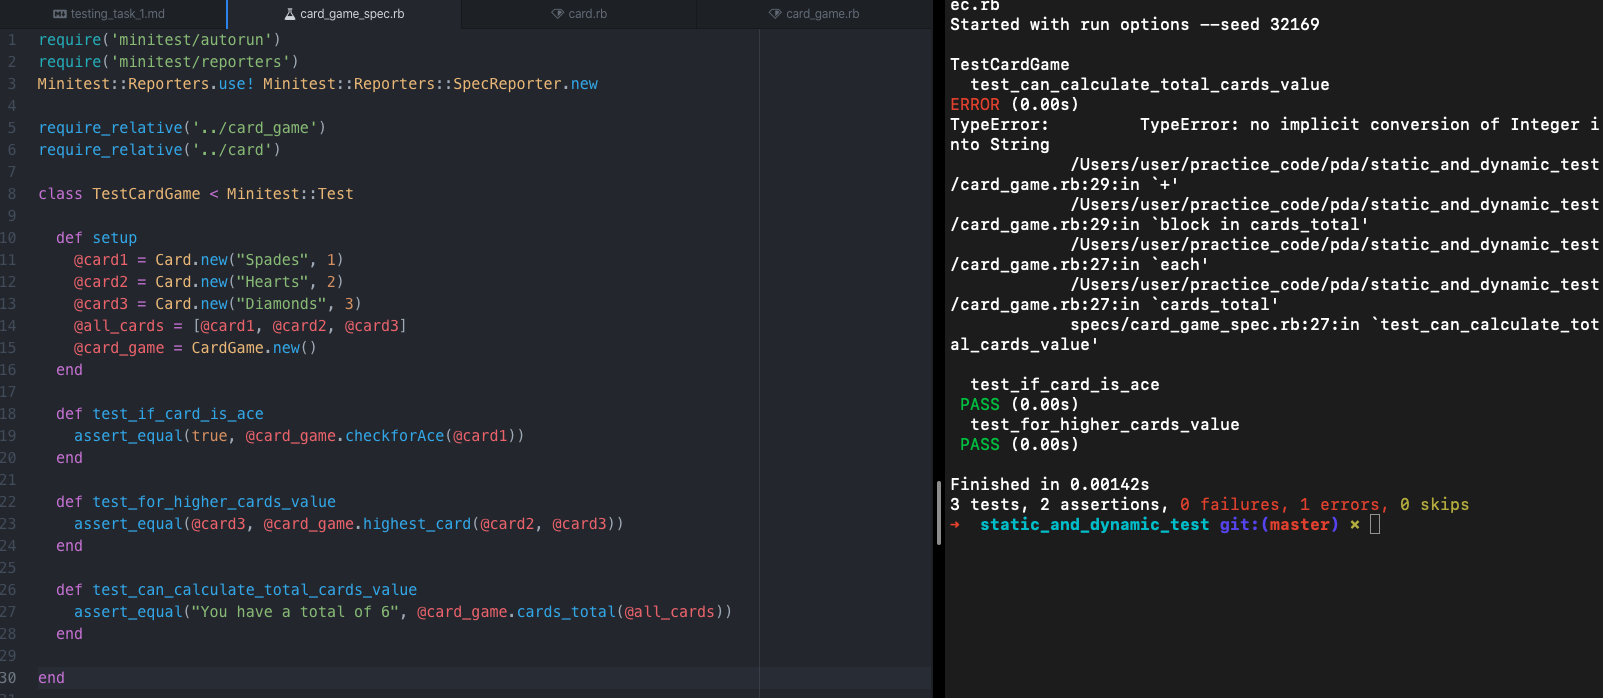 testing_task_1.md
card_game_spec.rb
card.rb
card_game.rb
1 require('minitest/autorun')
2 require('minitest/reporters')
3 Minitest::Reporters.use! Minitest::Reporters::SpecReporter.new
4
5 require_relative('../card_game')
6 require_relative('../card')
7
8 class TestCardGame < Minitest::Test
9
10 def setup
11 @card1 = Card.new("Spades", 1)
12 @card2 = Card.new("Hearts", 2)
13 @card3 = Card.new("Diamonds", 3)
14 @all_cards = [@card1, @card2, @card3]
15 @card_game = CardGame.new()
16 end
17
18 def test_if_card_is_ace
19 assert_equal(true, @card_game.checkforAce(@card1))
20 end
21
22 def test_for_higher_cards_value
23 assert_equal(@card3, @card_game.highest_card(@card2, @card3))
24 end
25
26 def test_can_calculate_total_cards_value
27 assert_equal("You have a total of 6", @card_game.cards_total(@all_cards))
28 end
29
30 end
ec.rb
Started with run options --seed 32169
TestCardGame
test_can_calculate_total_cards_value
ERROR (0.00s)
TypeError: TypeError: no implicit conversion of Integer i
nto String
/Users/user/practice_code/pda/static_and_dynamic_test
/card_game.rb:29:in `+'
/Users/user/practice_code/pda/static_and_dynamic_test
/card_game.rb:29:in `block in cards_total'
/Users/user/practice_code/pda/static_and_dynamic_test
/card_game.rb:27:in `each'
/Users/user/practice_code/pda/static_and_dynamic_test
/card_game.rb:27:in `cards_total'
specs/card_game_spec.rb:27:in `test_can_calculate_tot
al_cards_value'
test_if_card_is_ace
PASS (0.00s)
test_for_higher_cards_value
PASS (0.00s)
Finished in 0.00142s
3 tests, 2 assertions, 0 failures, 1 errors, 0 skips
→ static_and_dynamic_test git:(master) ×